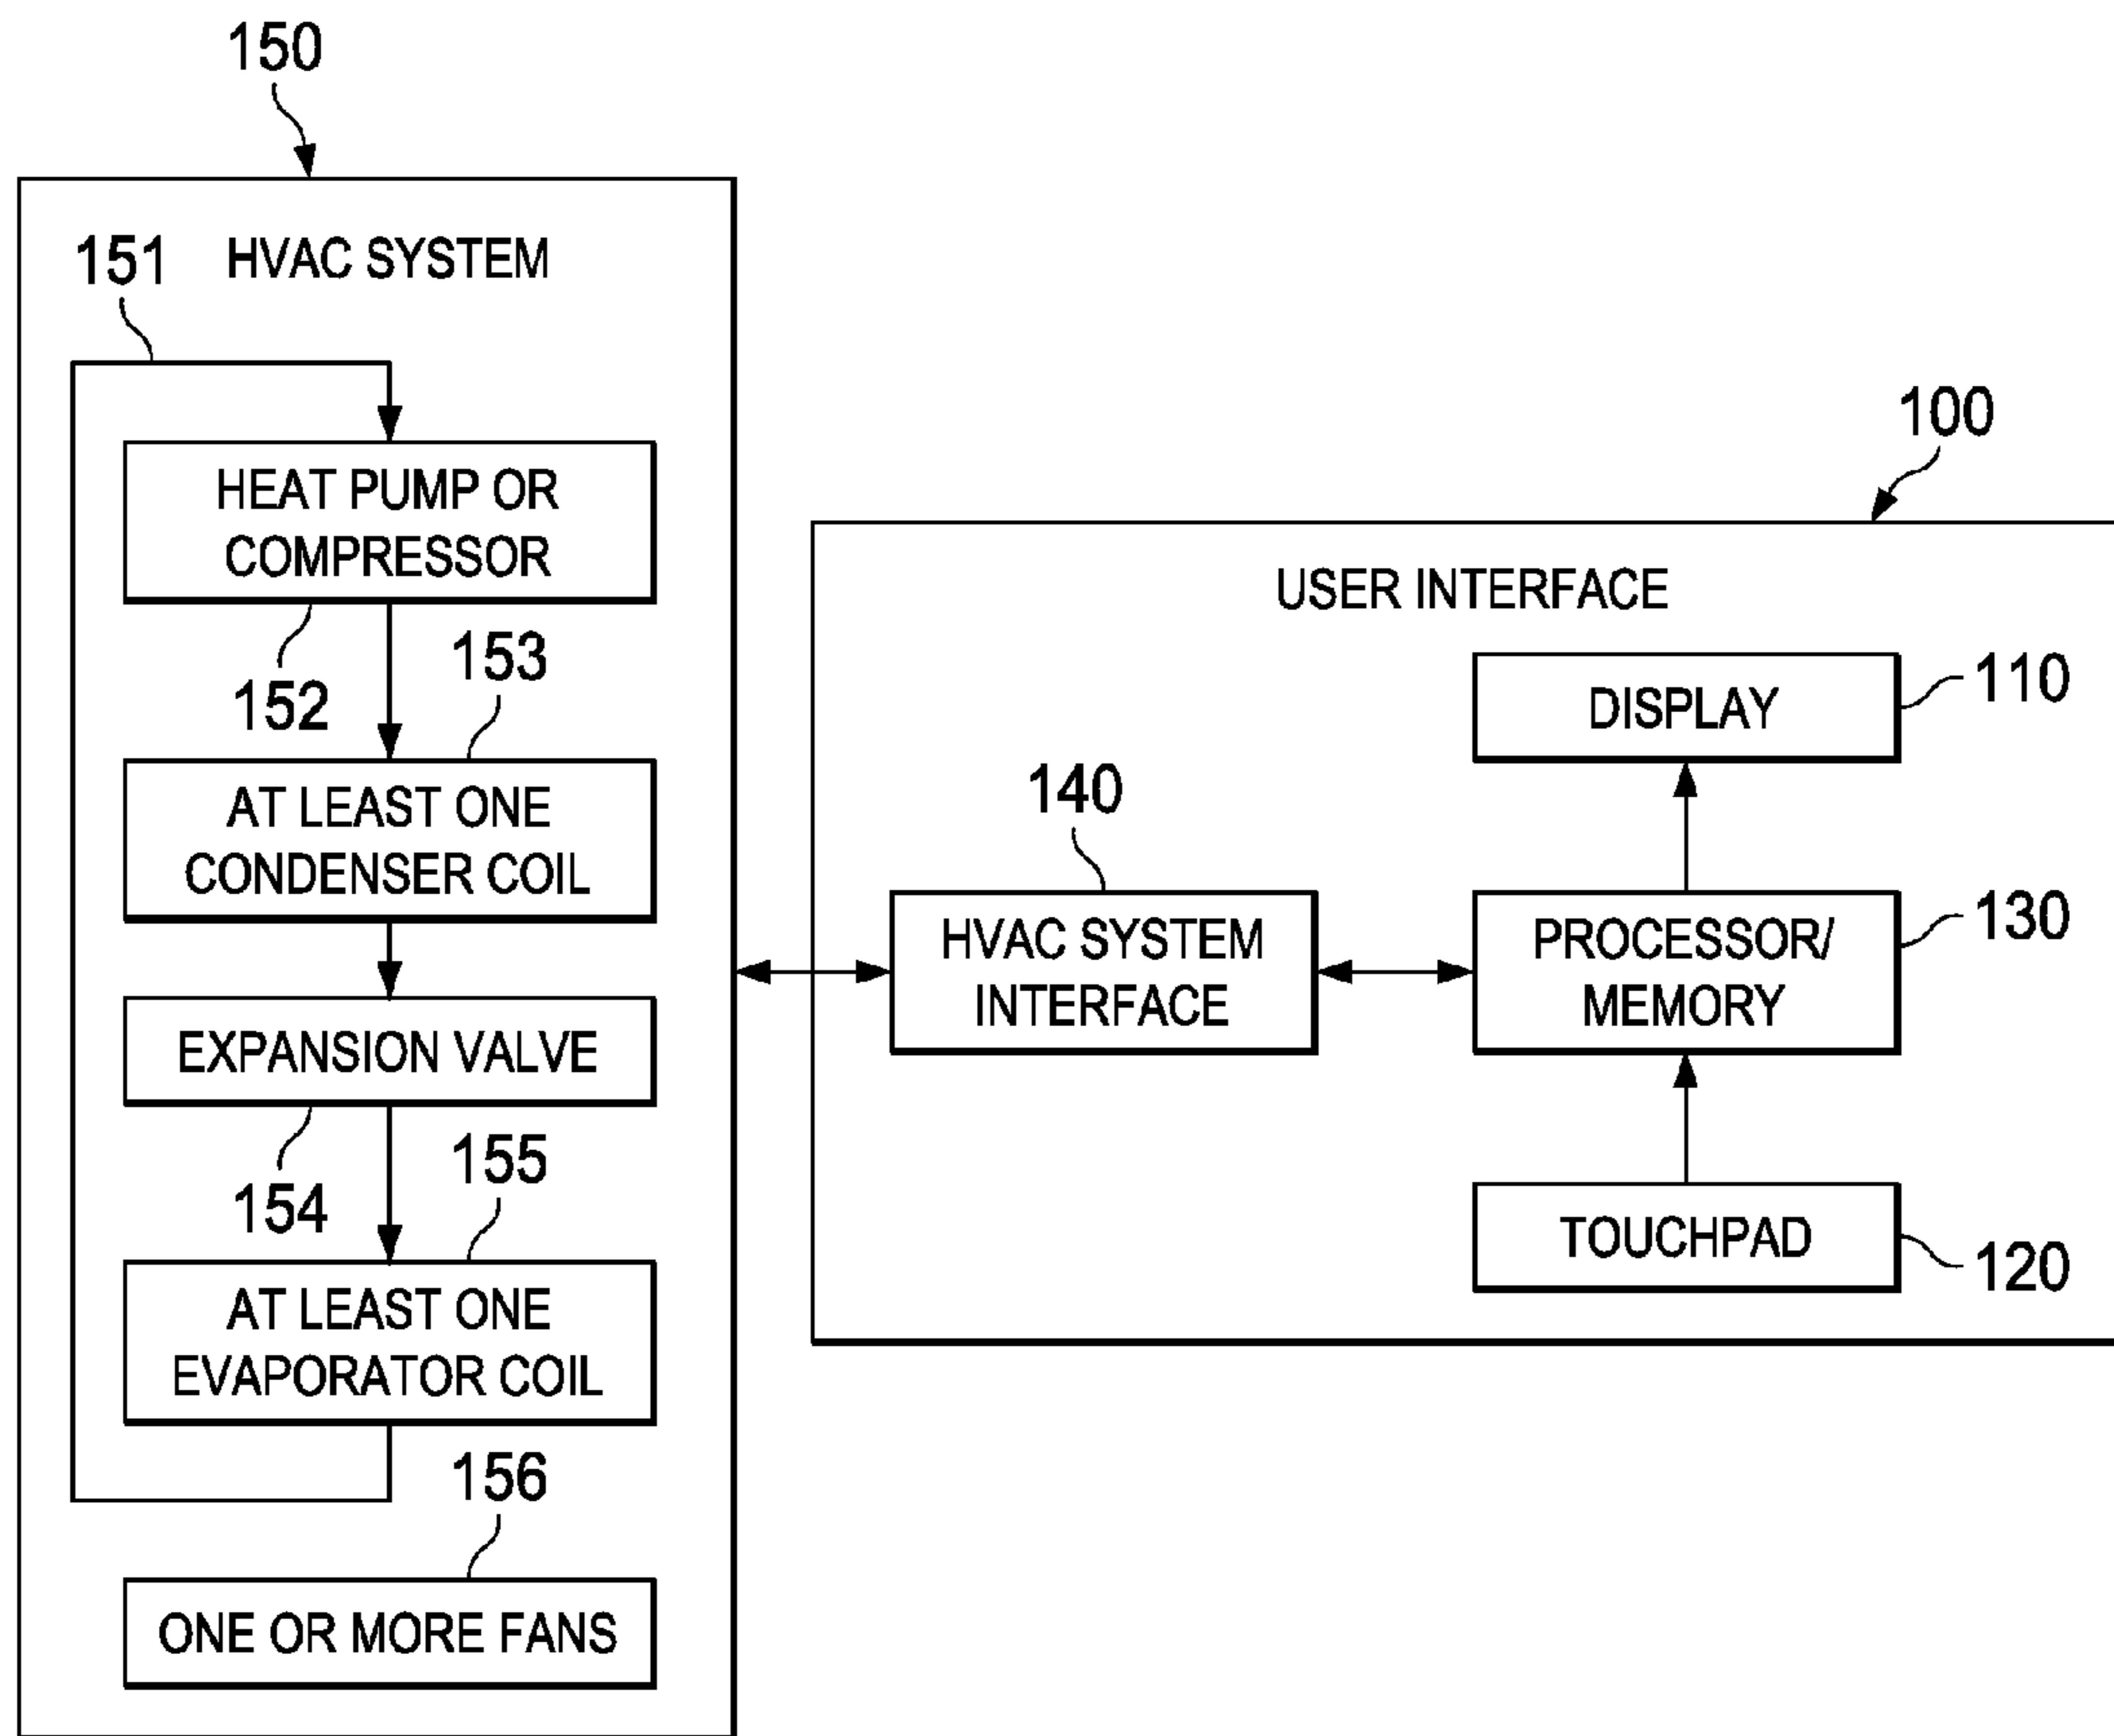 150
HVAC SYSTEM
151
HEAT PUMP OR
COMPRESSOR
152
153
AT LEAST ONE
CONDENSER COIL
EXPANSION VALVE
154
155
AT LEAST ONE
EVAPORATOR COIL
156
ONE OR MORE FANS
100
USER INTERFACE
DISPLAY
110
140
HVAC SYSTEM
INTERFACE
PROCESSOR/
MEMORY
130
TOUCHPAD
120